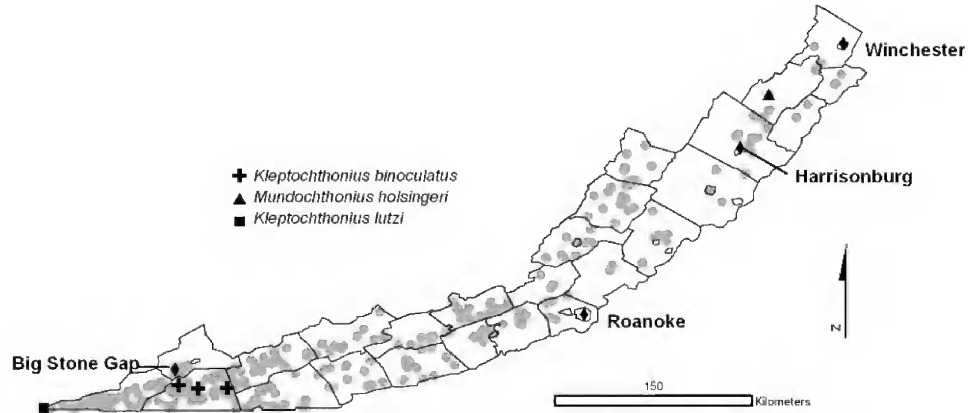 Winchester
Kleptochthonius binoculatus
Mundochthonius holsingeri
Kleptochthonius lutzi
Harrisonburg
N
Roanoke
Big Stone Gap
150
Kilometers